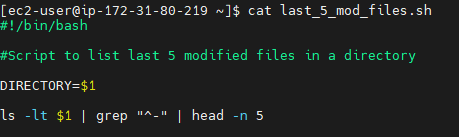 [ec2-user@ip-172-31-80-219 ~]$ cat last_5_mod_files.sh
#!/bin/bash
#Script to list last 5 modified files in a directory
DIRECTORY=$1
ls -lt $1 | grep "^-" | head -n 5